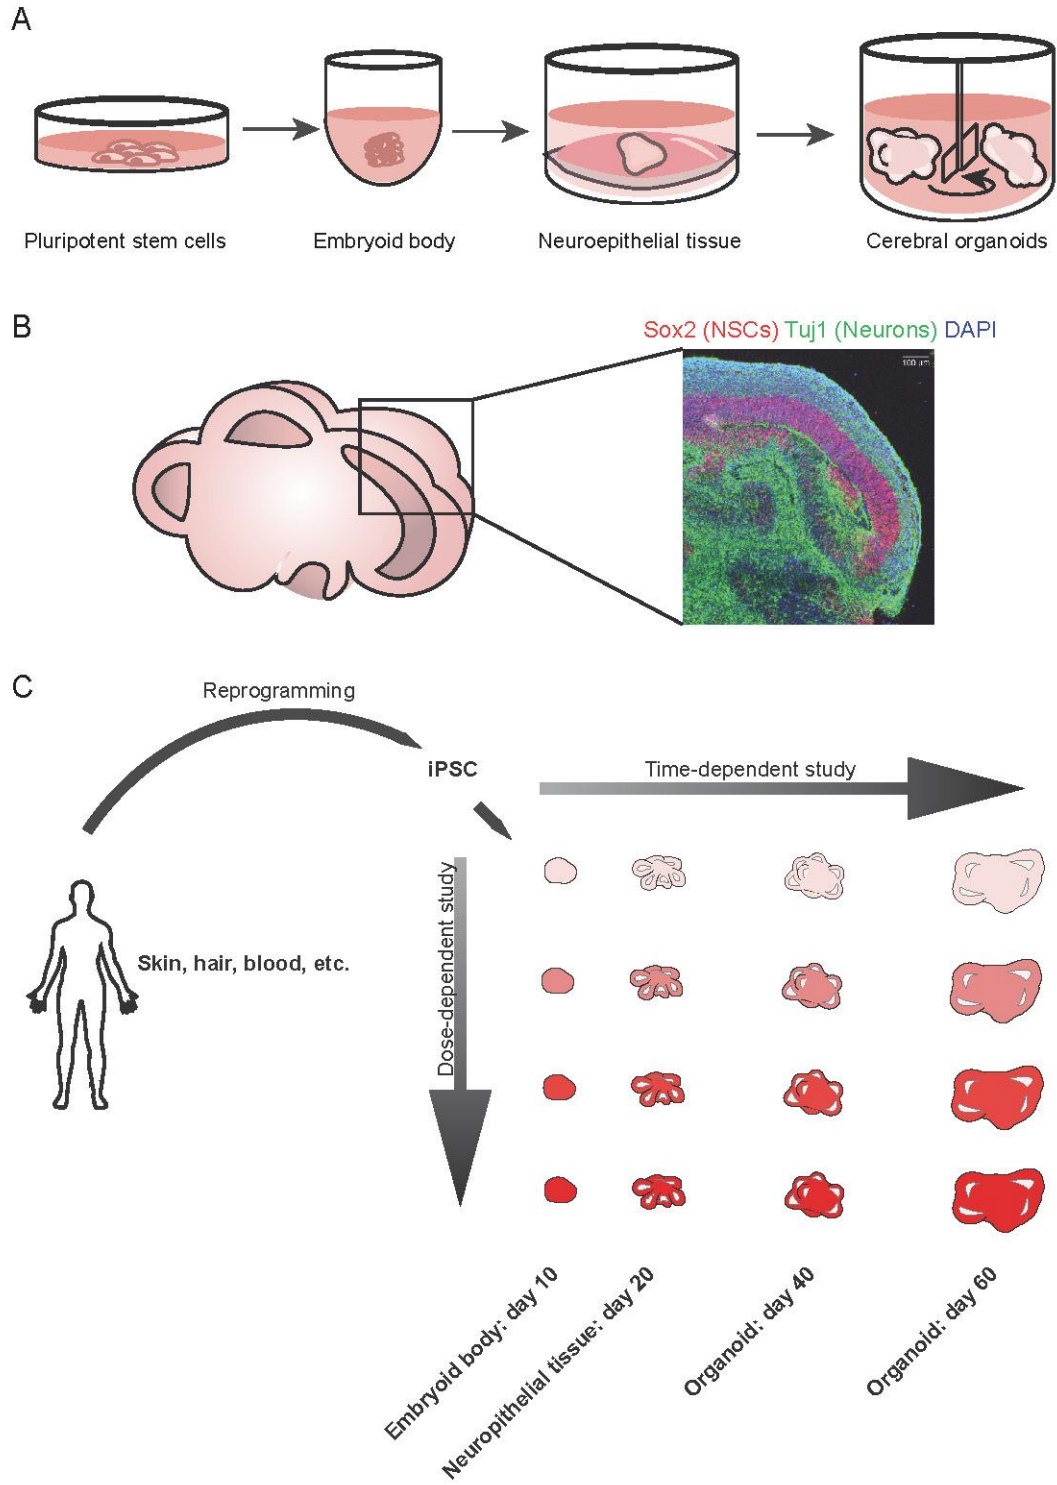 A
Pluripotent stem cells
Embryoid body
Neuroepithelial tissue
Cerebral organoids
B
Sox2 (NSCs) Tuj1 (Neurons) DAPI
100 µm
C
Reprogramming
iPSC
Time-dependent study
Dose-dependent study
Skin, hair, blood, etc.
Embryoid body: day 10
Neuropithelial tissue: day 20
Organoid: day 40
Organoid: day 60